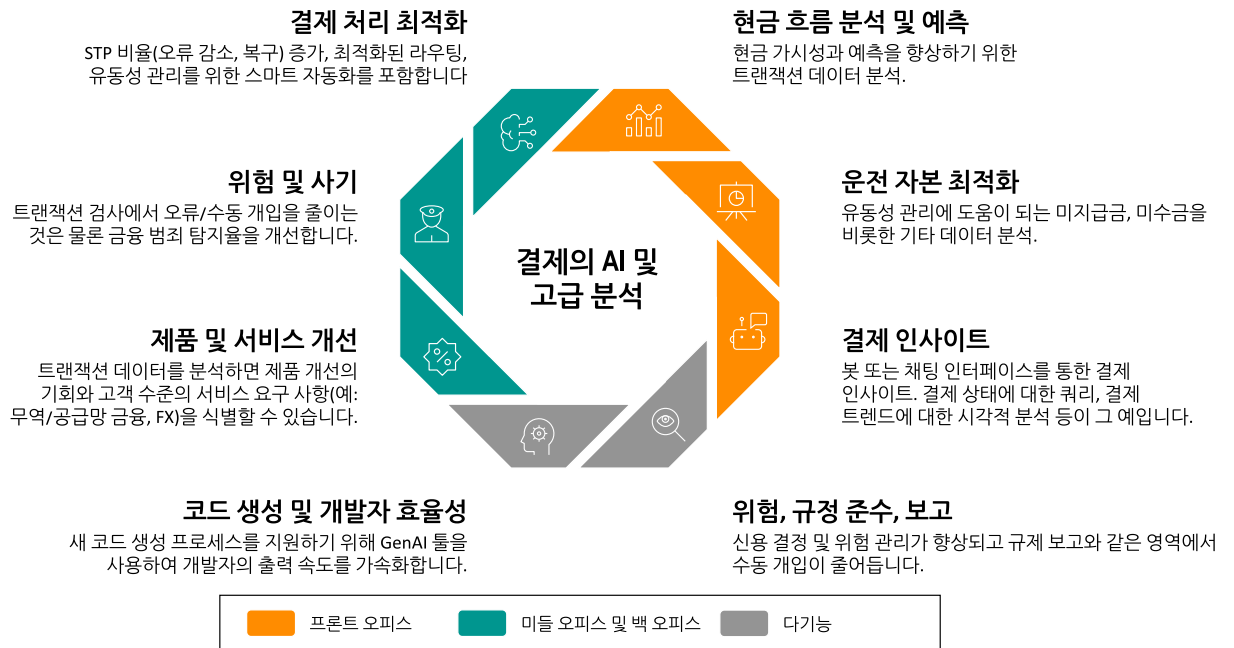 결제 처리 최적화
STP 비율(오류 감소, 복구) 증가, 최적화된 라우팅,
유동성 관리를 위한 스마트 자동화를 포함합니다
현금 흐름 분석 및 예측
현금 가시성과 예측을 향상하기 위한
트랜잭션 데이터 분석.
위험 및 사기
트랜잭션 검사에서 오류/수동 개입을 줄이는
것은 물론 금융 범죄 탐지율을 개선합니다.
운전 자본 최적화
유동성 관리에 도움이 되는 미지급금, 미수금을
비롯한 기타 데이터 분석.
결제의 AI 및
고급 분석
제품 및 서비스 개선
트랜잭션 데이터를 분석하면 제품 개선의
기회와 고객 수준의 서비스 요구 사항(예:
무역/공급망 금융, FX)을 식별할 수 있습니다.
결제 인사이트
봇 또는 채팅 인터페이스를 통한 결제
인사이트. 결제 상태에 대한 쿼리, 결제
트렌드에 대한 시각적 분석 등이 그 예입니다.
코드 생성 및 개발자 효율성
새 코드 생성 프로세스를 지원하기 위해 GenAI 툴을
사용하여 개발자의 출력 속도를 가속화합니다.
위험, 규정 준수, 보고
신용 결정 및 위험 관리가 향상되고 규제 보고와 같은 영역에서
수동 개입이 줄어듭니다.
프론트 오피스
미들 오피스 및 백 오피스
다기능